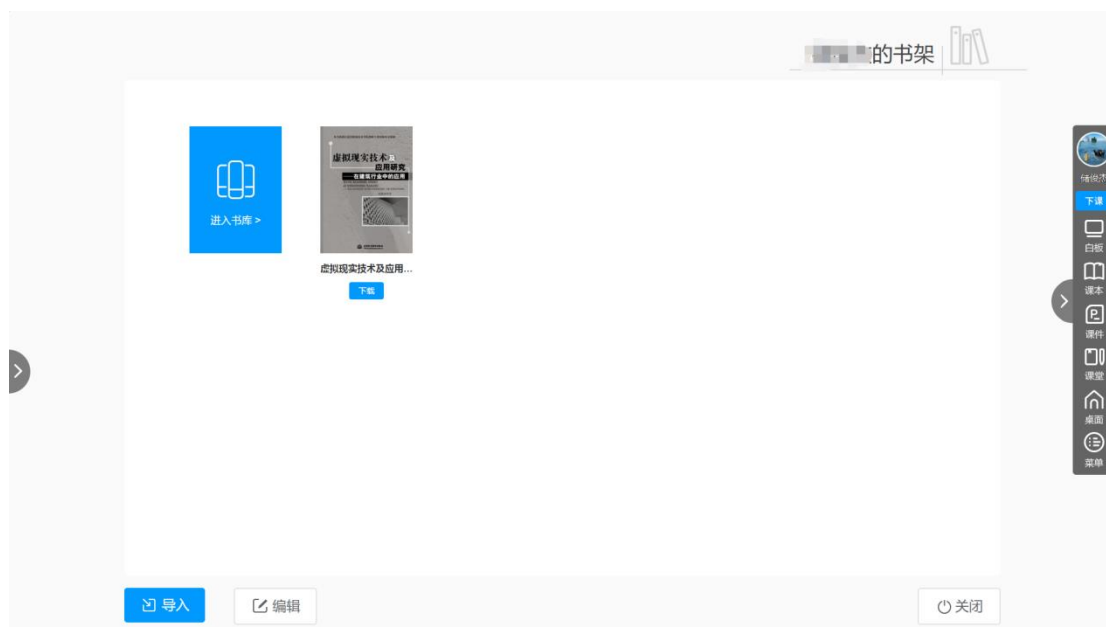 的书架
进入书库 >
虚拟现实技术及
应用研究
——在建筑行业中的应用
虚拟现实技术及应用...
下载
下课
白板
课本
课件
课堂
桌面
菜单
导入
编辑
关闭